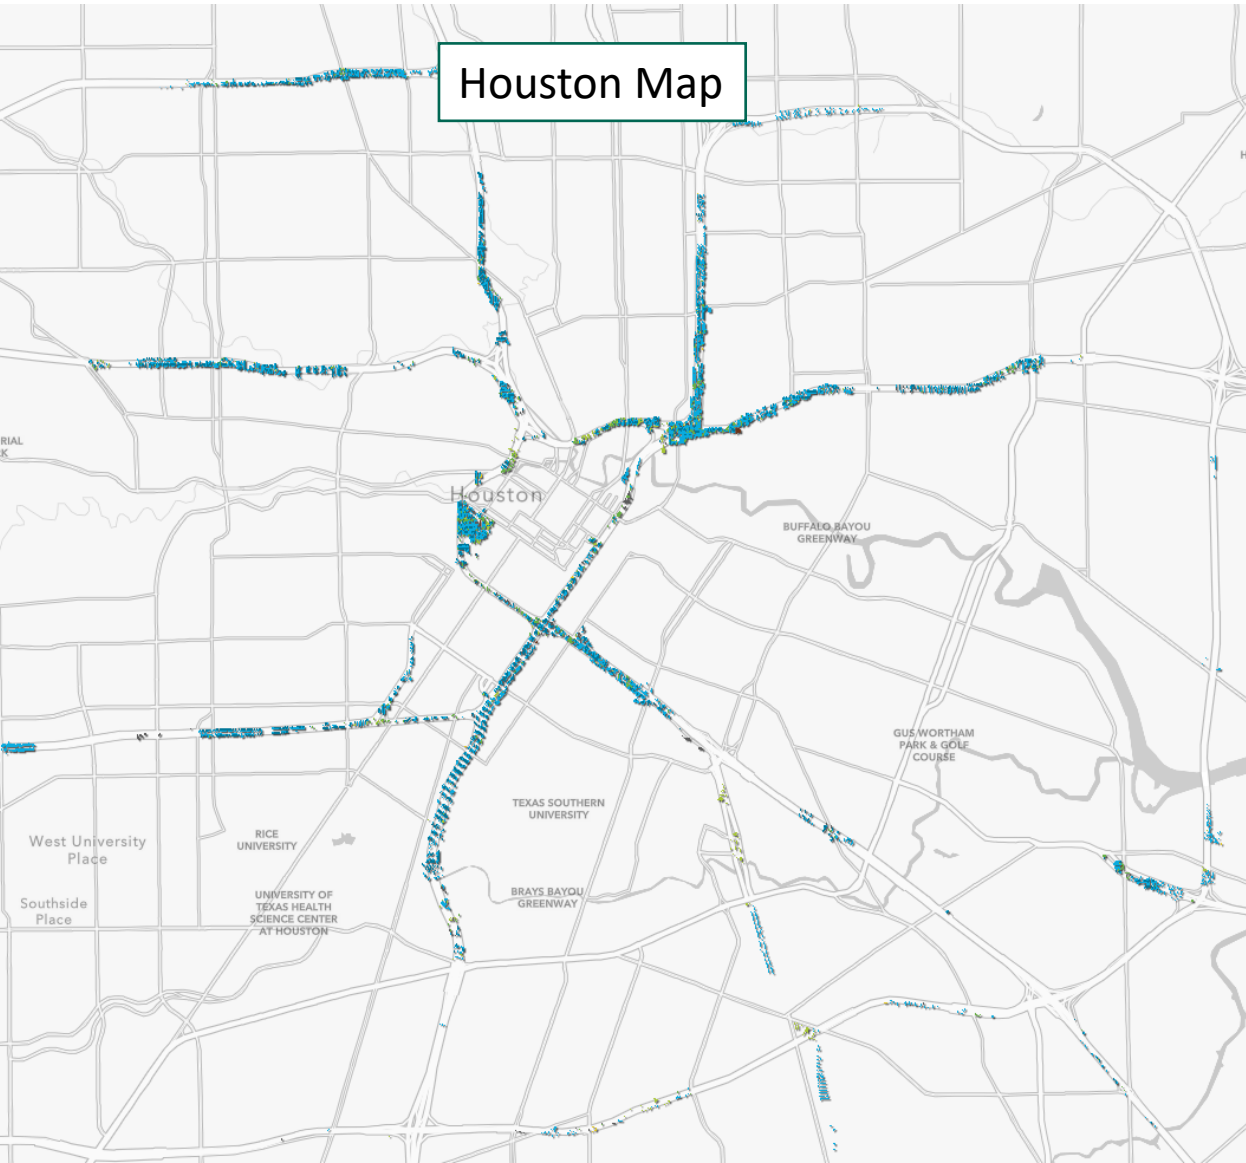 Houston Map
H
RIAL
K
Houston
BUFFALO BAYOU
GREENWAY
GUS WORTHAM
PARK & GOLF
COURSE
TEXAS SOUTHERN
UNIVERSITY
West University
Place
RICE
UNIVERSITY
BRAYS BAYOU
GREENWAY
UNIVERSITY OF
TEXAS HEALTH
SCIENCE CENTER
AT HOUSTON
Southside
Place